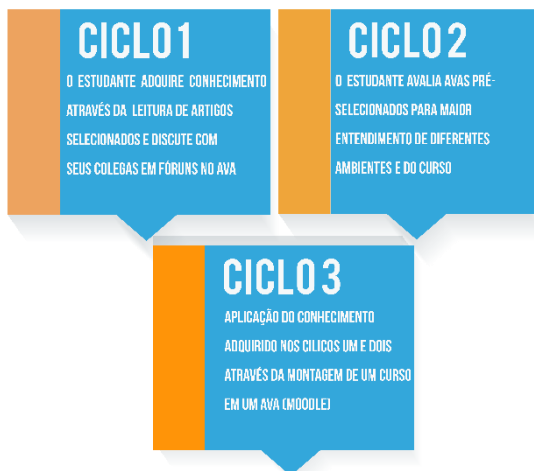 CICLO 1
O ESTUDANTE ADQUIRE CONHECIMENTO
ATRAVÉS DA LEITURA DE ARTIGOS
SELECIONADOS E DISCUTE COM
SEUS COLEGAS EM FÓRUNS NO AVA
CICLO 2
O ESTUDANTE AVALIA AVAS PRÉ-
SELECIONADOS PARA MAIOR
ENTENDIMENTO DE DIFERENTES
AMBIENTES E DO CURSO
CICLO 3
APLICAÇÃO DO CONHECIMENTO
ADQUIRIDO NOS CILICOS UM E DOIS
ATRAVÉS DA MONTAGEM DE UM CURSO
EM UM AVA (MOODLE)